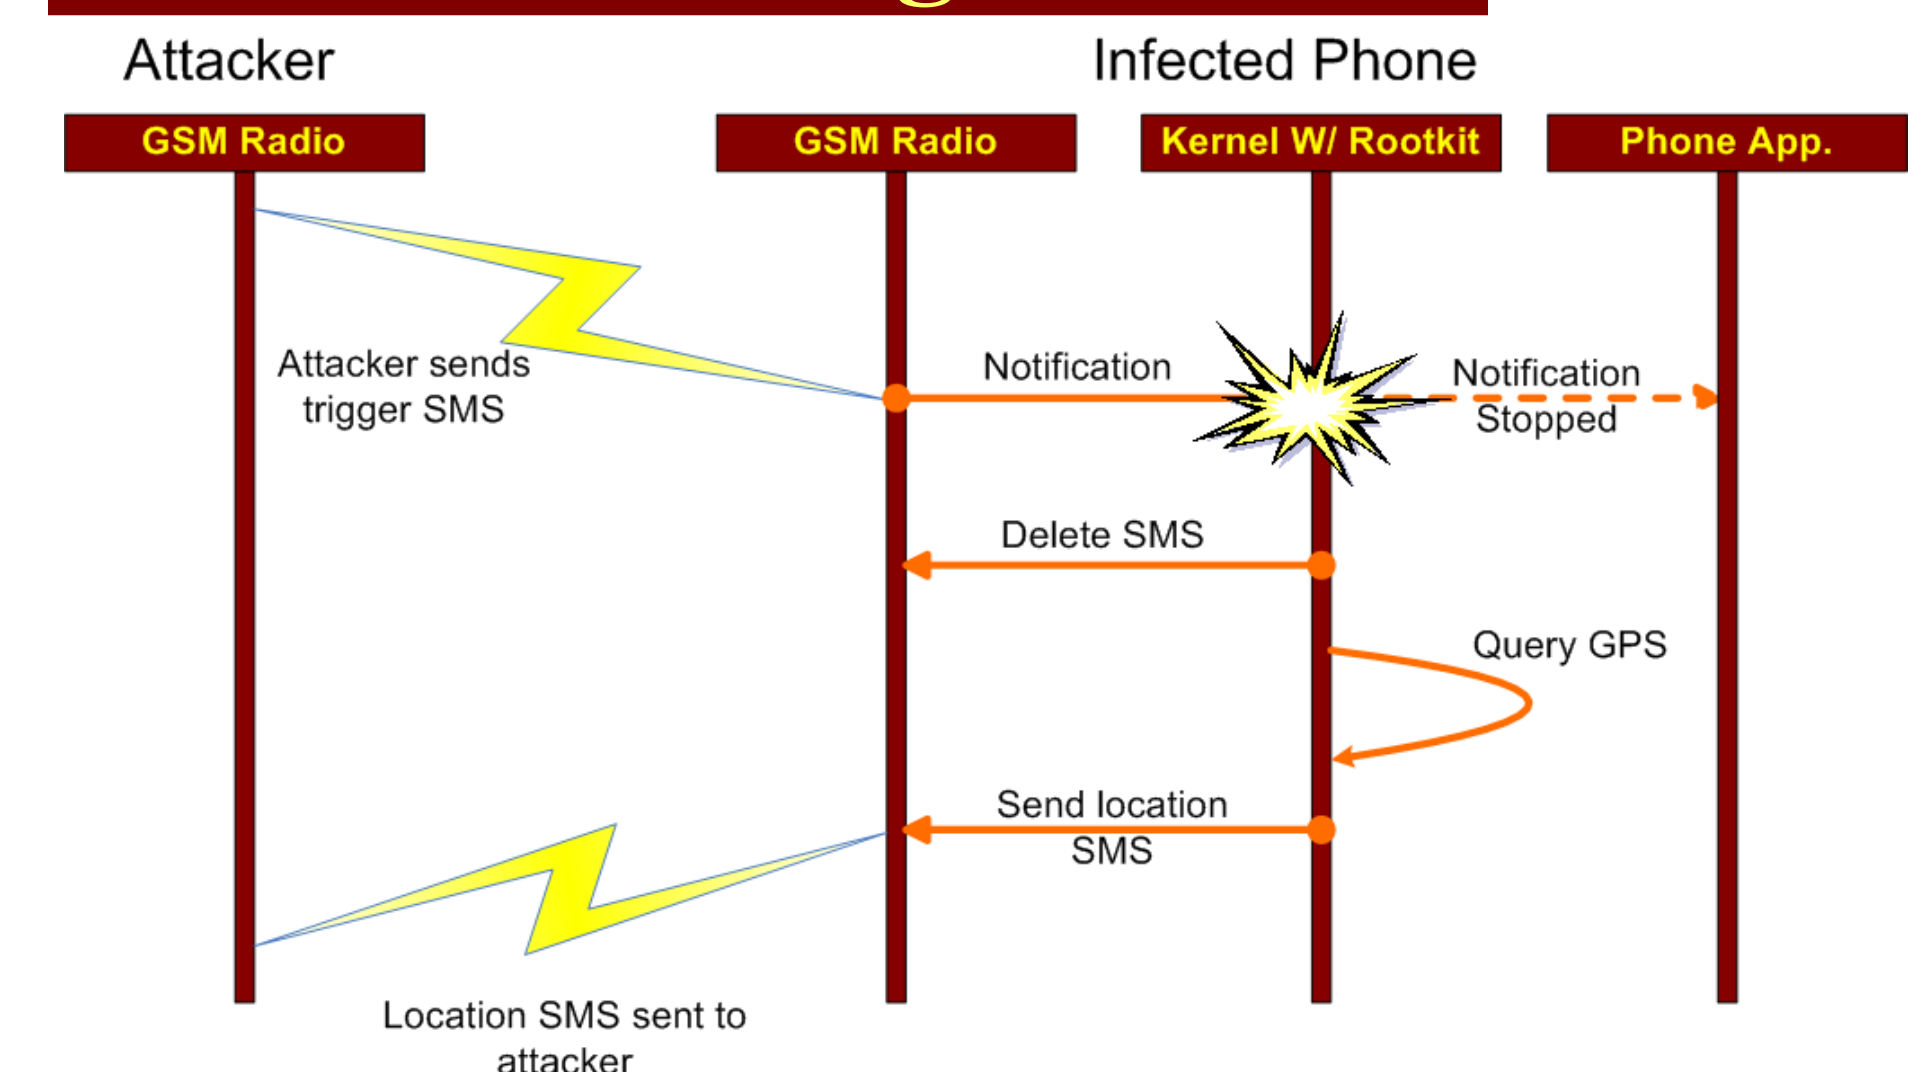 Attacker
Infected Phone
GSM Radio
GSM Radio
Kernel W/ Rootkit
Phone App.
Attacker sends
trigger SMS
Notification
Notification
Stopped
Delete SMS
Query GPS
Send location
SMS
Location SMS sent to
attacker